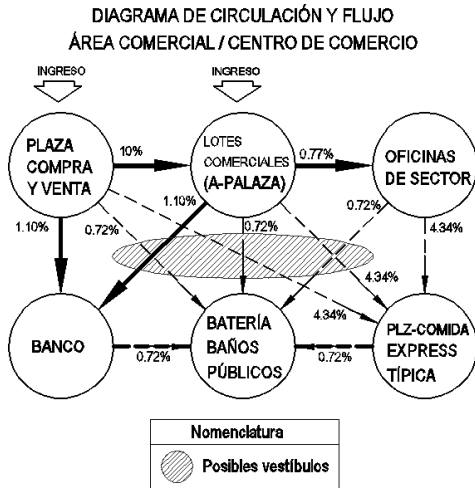 DIAGRAMA DE CIRCULACIÓN Y FLUJO
ÁREA COMERCIAL / CENTRO DE COMERCIO
INGRESO
INGRESO
PLAZA
COMPRA
Y VENTA
10%
LOTES
COMERCIALES
(A-PALAZA)
0.77%
OFICINAS
DE SECTOR
1.10%
0.72%
1.10%
0.72%
0.72%
4.34%
4.34%
4.34%
BANCO
0.72%
BATERÍA
BAÑOS
PÚBLICOS
0.72%
PLZ-COMIDA
EXPRESS
TÍPICA
Nomenclatura
Posibles vestíbulos